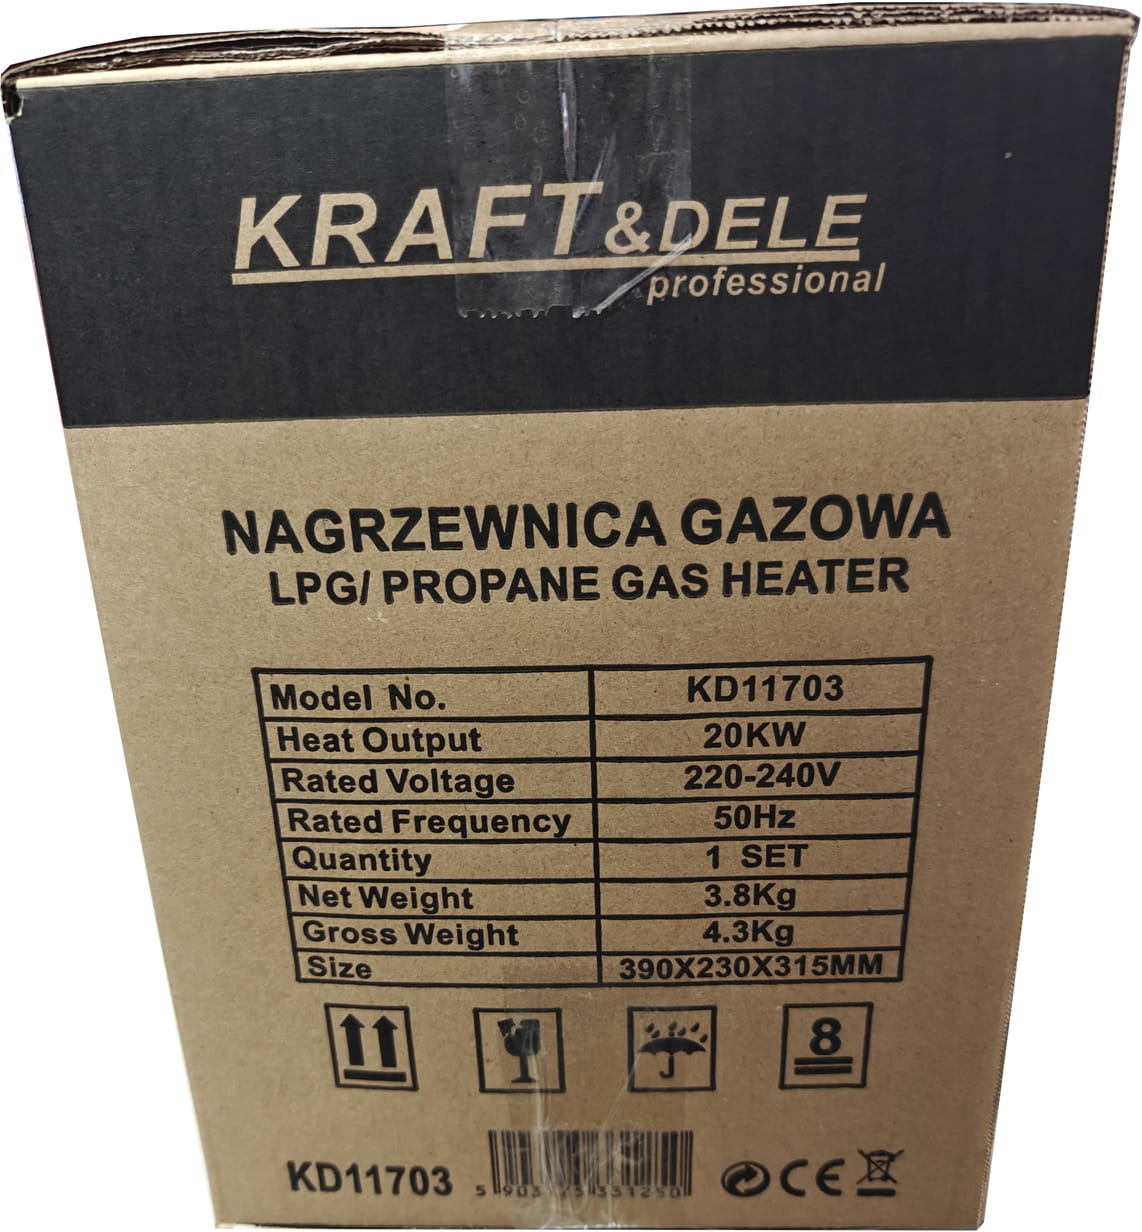 KRAFT&DELE
professional
NAGRZEWNICA GAZOWA
LPG/ PROPANE GAS HEATER
Model No. KD11703
Heat Output 20KW
Rated Voltage 220-240V
Rated Frequency 50Hz
Quantity 1 SET
Net Weight 3.8Kg
Gross Weight 4.3Kg
Size 390X230X315MM
8
KD11703
CE